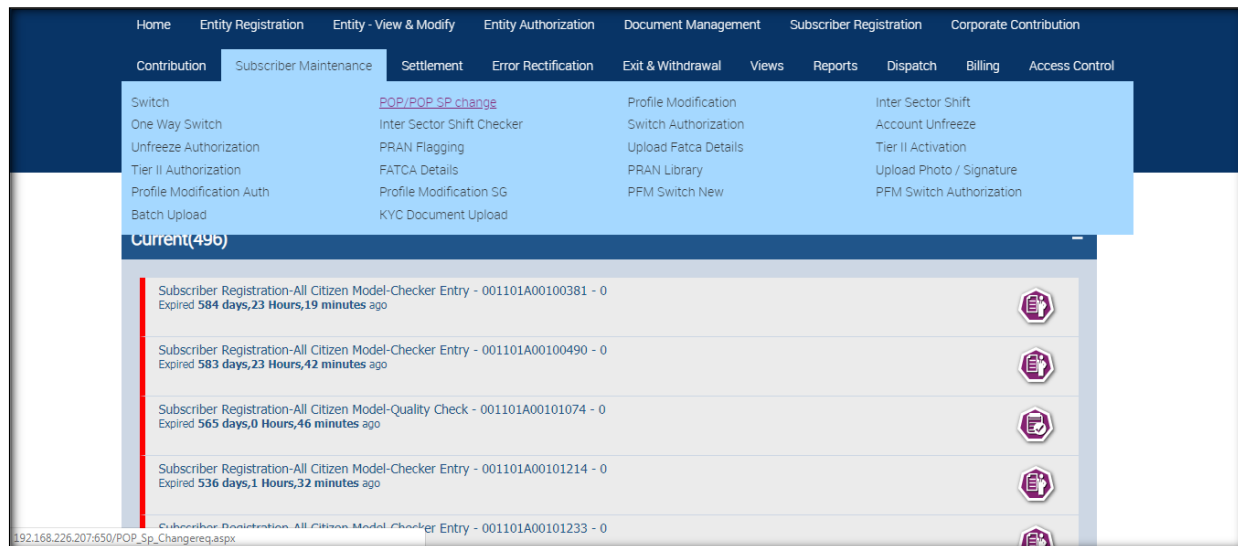 Home Entity Registration Entity - View & Modify Entity Authorization Document Management Subscriber Registration Corporate Contribution
Contribution Subscriber Maintenance Settlement Error Rectification Exit & Withdrawal Views Reports Dispatch Billing Access Control
Switch POP/POP SP change Profile Modification Inter Sector Shift
One Way Switch Inter Sector Shift Checker Switch Authorization Account Unfreeze
Unfreeze Authorization PRAN Flagging Upload Fatca Details Tier II Activation
Tier II Authorization FATCA Details PRAN Library Upload Photo / Signature
Profile Modification Auth Profile Modification SG PFM Switch New PFM Switch Authorization
Batch Upload KYC Document Upload
Current(496)
Subscriber Registration-All Citizen Model-Checker Entry - 001101A00100381 - 0
Expired 584 days,23 Hours,19 minutes ago
Subscriber Registration-All Citizen Model-Checker Entry - 001101A00100490 - 0
Expired 583 days,23 Hours,42 minutes ago
Subscriber Registration-All Citizen Model-Quality Check - 001101A00101074 - 0
Expired 565 days,0 Hours,46 minutes ago
Subscriber Registration-All Citizen Model-Checker Entry - 001101A00101214 - 0
Expired 536 days,1 Hours,32 minutes ago
Subscriber Registration-All Citizen Model-Checker Entry - 001101A00101233 - 0
192.168.226.207:650/POP_Sp_Changereq.aspx